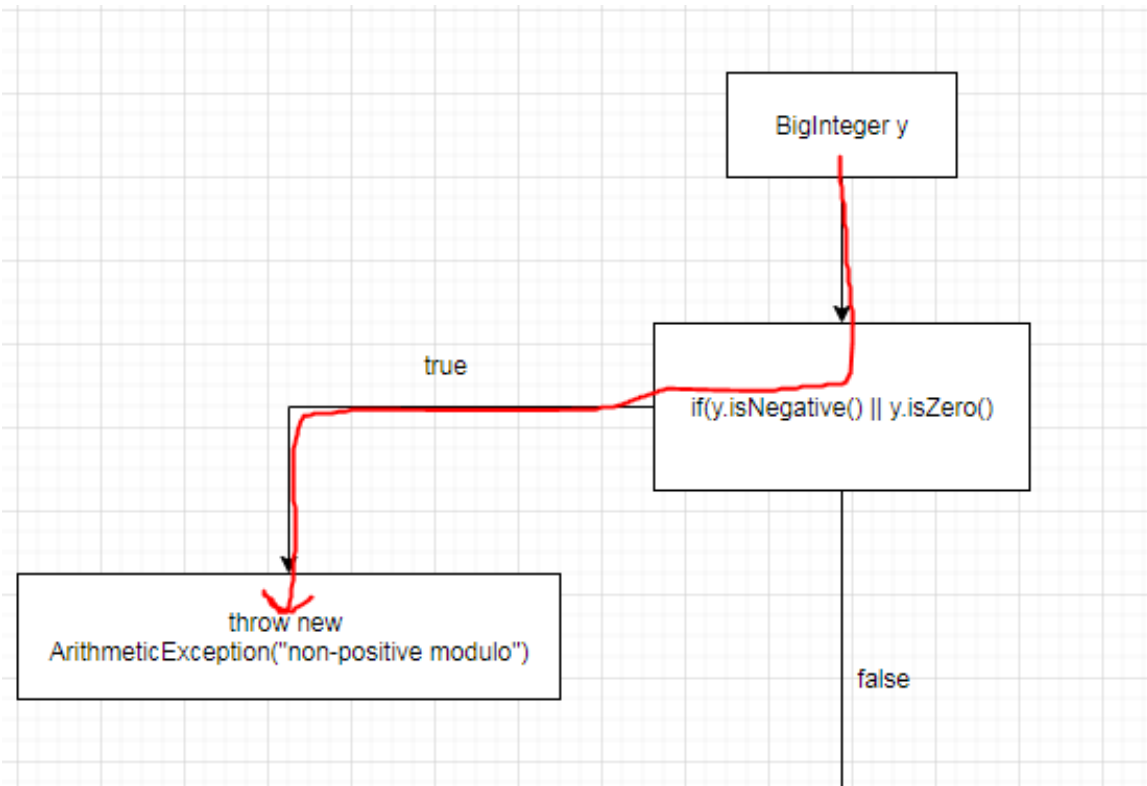 BigInteger y
true
if(y.isNegative() || y.isZero()
throw new
ArithmeticException("non-positive modulo")
false